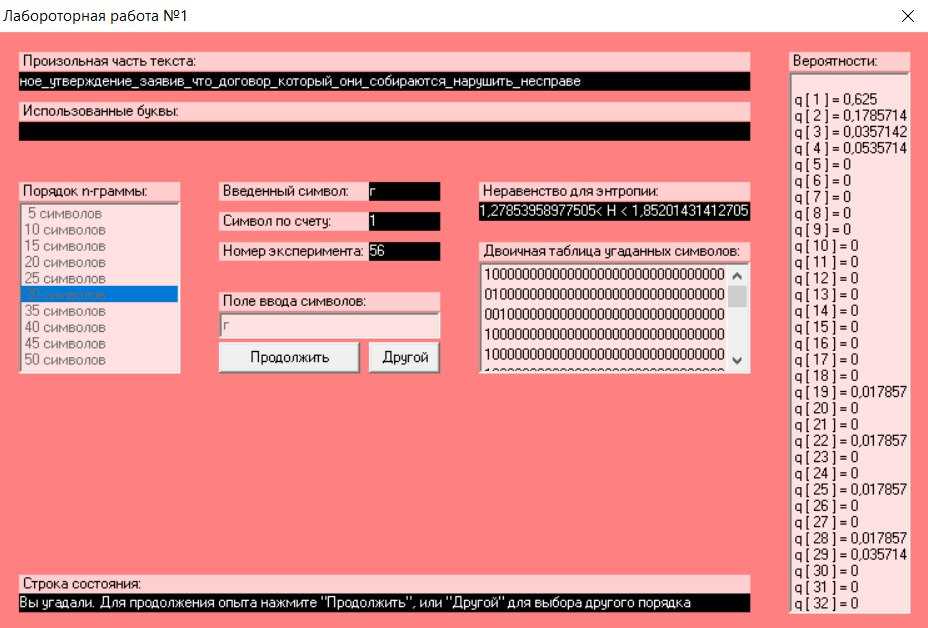 Лабороторная работа №1
Произольная часть текста:
ное_утверждение_заявив_что_договор_который_они_собираются_нарушить_несправе
Использованные буквы:
Порядок n-граммы:
5 символов
10 символов
15 символов
20 символов
25 символов
30 символов
35 символов
40 символов
45 символов
50 символов
Введенный символ: г
Символ по счету: 1
Номер эксперимента: 56
Поле ввода символов:
г
Продолжить Другой
Неравенство для энтропии:
1,27853958977505< H < 1,85201431412705
Двоичная таблица угаданных символов:
10000000000000000000000000000000
01000000000000000000000000000000
00100000000000000000000000000000
10000000000000000000000000000000
10000000000000000000000000000000
Вероятности:
q [ 1 ] = 0,625
q [ 2 ] = 0,1785714
q [ 3 ] = 0,0357142
q [ 4 ] = 0,0535714
q [ 5 ] = 0
q [ 6 ] = 0
q [ 7 ] = 0
q [ 8 ] = 0
q [ 9 ] = 0
q [ 10 ] = 0
q [ 11 ] = 0
q [ 12 ] = 0
q [ 13 ] = 0
q [ 14 ] = 0
q [ 15 ] = 0
q [ 16 ] = 0
q [ 17 ] = 0
q [ 18 ] = 0
q [ 19 ] = 0,017857
q [ 20 ] = 0
q [ 21 ] = 0
q [ 22 ] = 0,017857
q [ 23 ] = 0
q [ 24 ] = 0
q [ 25 ] = 0,017857
q [ 26 ] = 0
q [ 27 ] = 0
q [ 28 ] = 0,017857
q [ 29 ] = 0,035714
q [ 30 ] = 0
q [ 31 ] = 0
q [ 32 ] = 0
Строка состояния:
Вы угадали. Для продолжения опыта нажмите "Продолжить", или "Другой" для выбора другого порядка